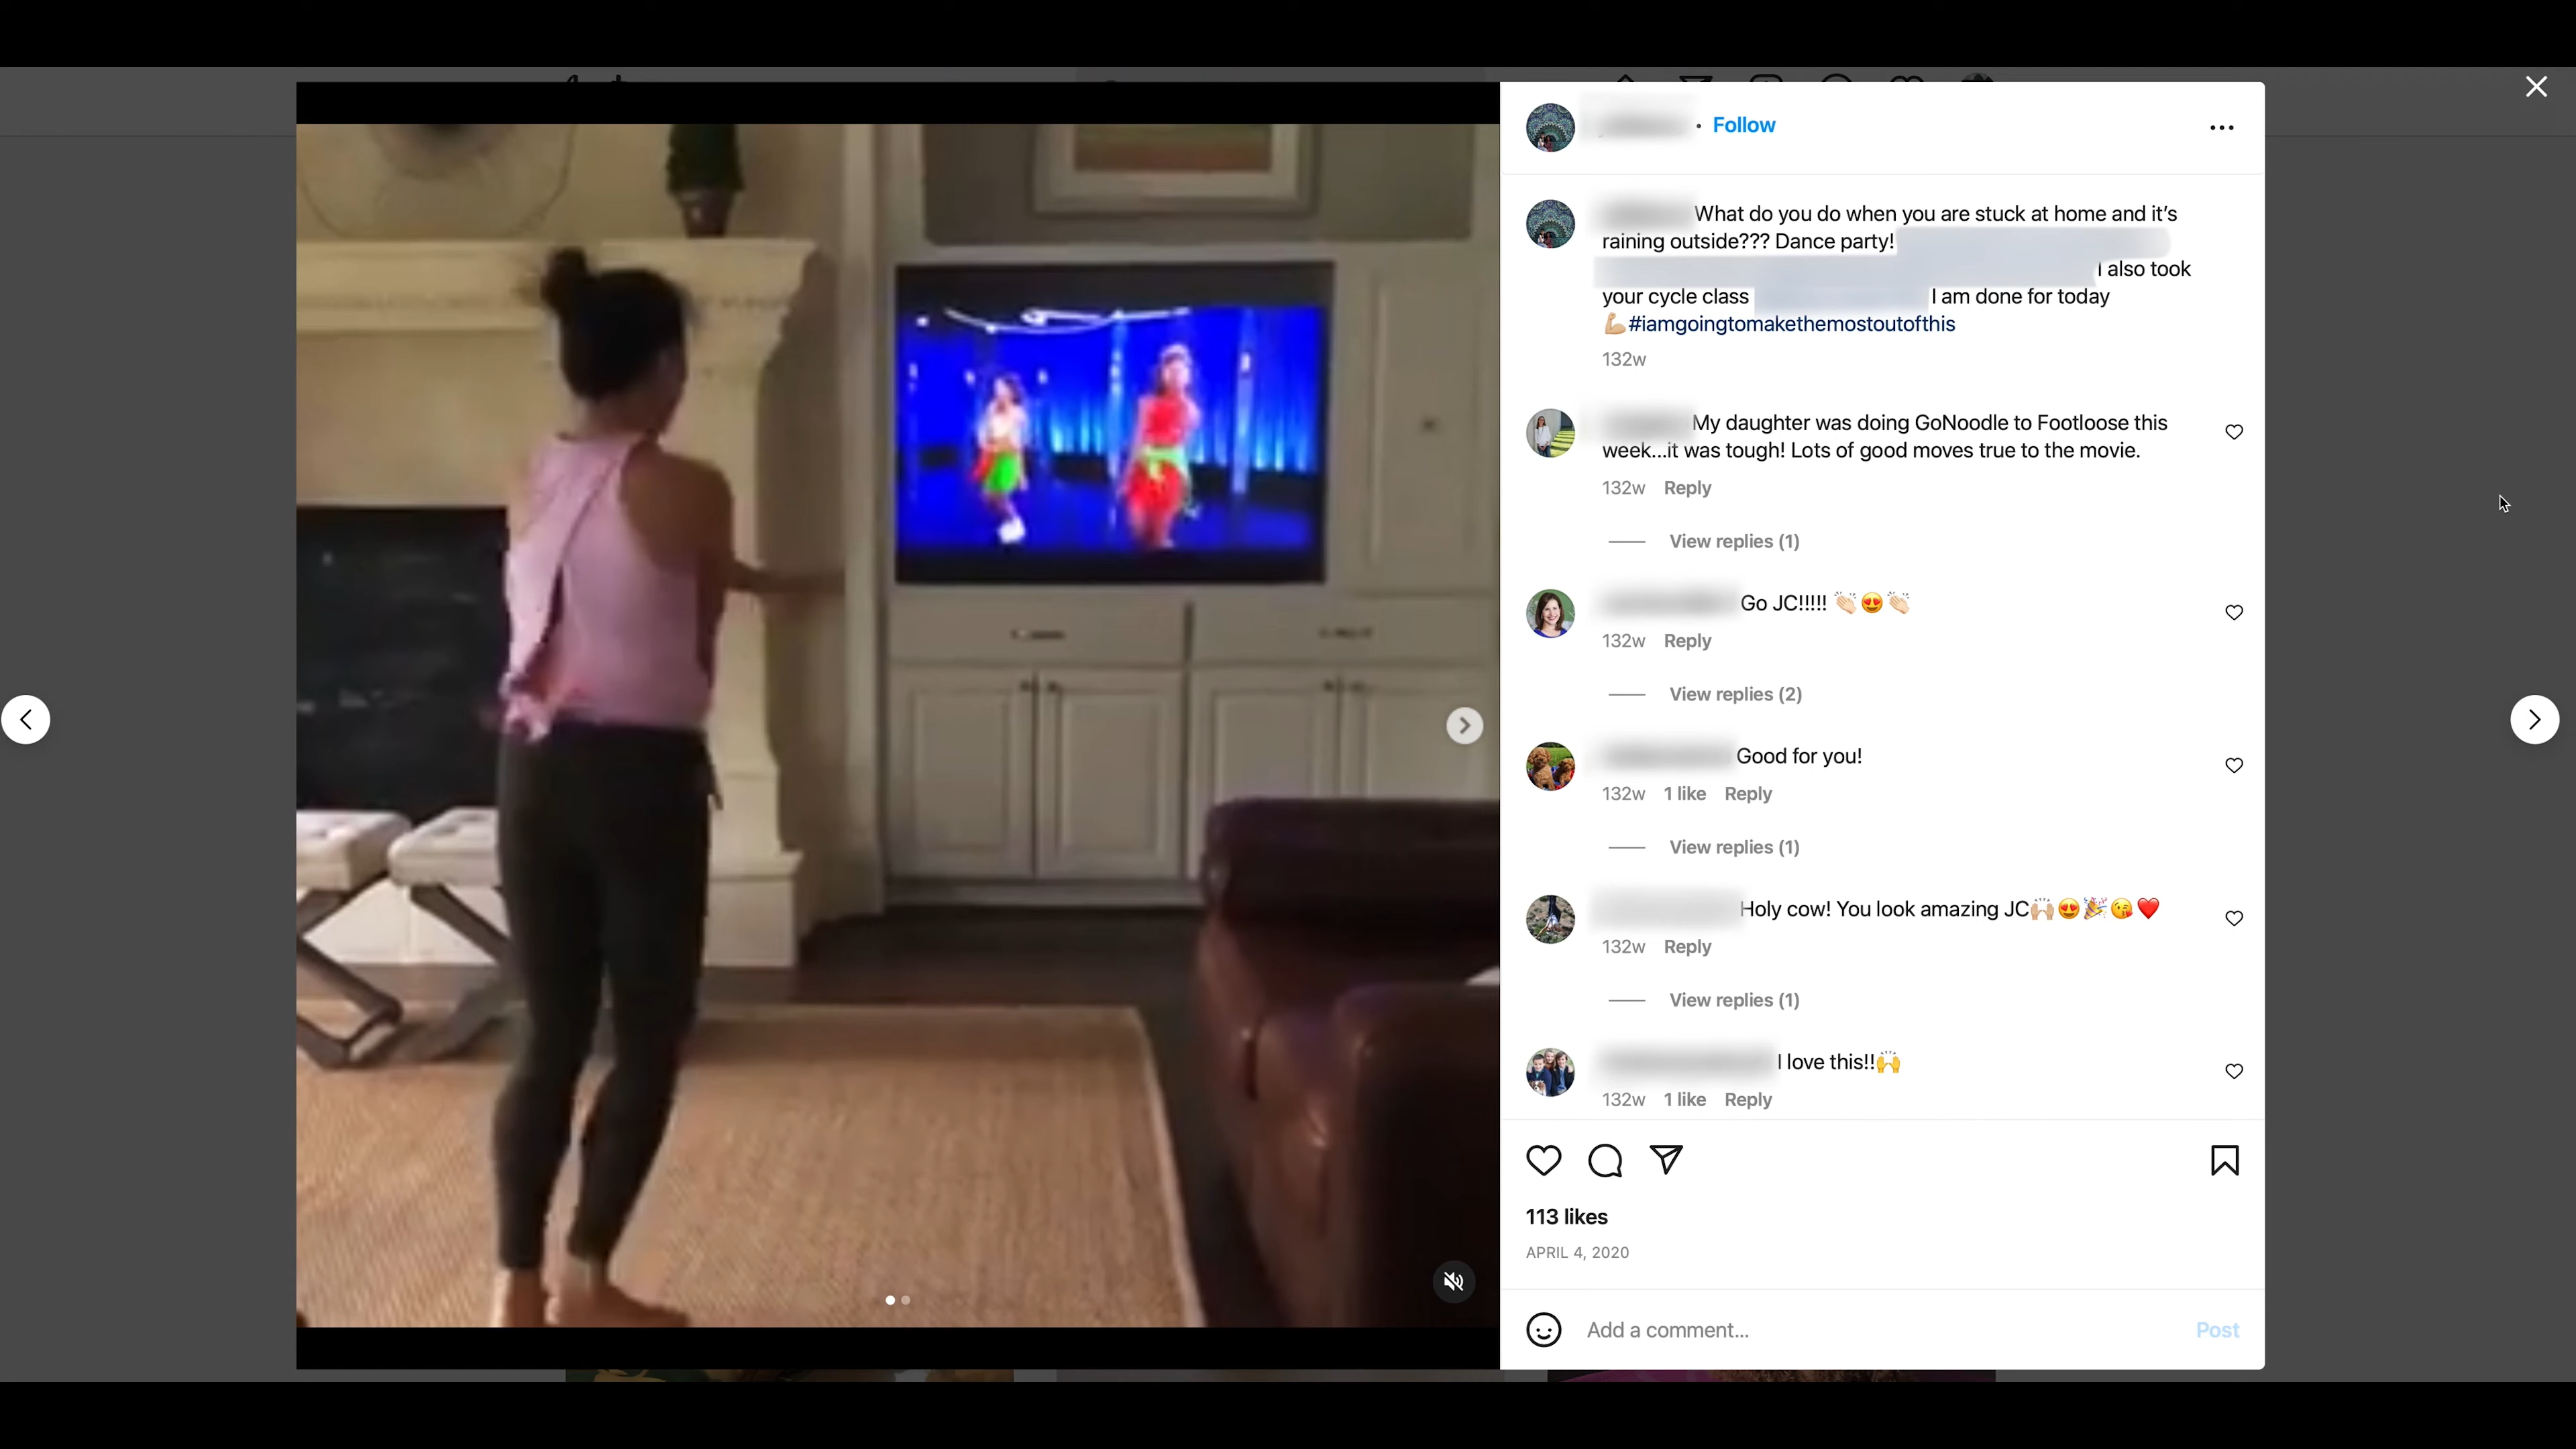 • Follow
What do you do when you are stuck at home and it's
raining outside??? Dance party!
I also took
your cycle class I am done for today
💪🏼#iamgoingtomakethemostoutofthis
132w
My daughter was doing GoNoodle to Footloose this
week...it was tough! Lots of good moves true to the movie.
132w Reply
View replies (1)
Go JC!!!!! 👏🏻😍👏🏻
132w Reply
View replies (2)
Good for you!
132w 1 like Reply
View replies (1)
Holy cow! You look amazing JC🙌🏼😍🎉😘❤️
132w Reply
View replies (1)
I love this!!🙌
132w 1 like Reply
113 likes
APRIL 4, 2020
Add a comment...
Post